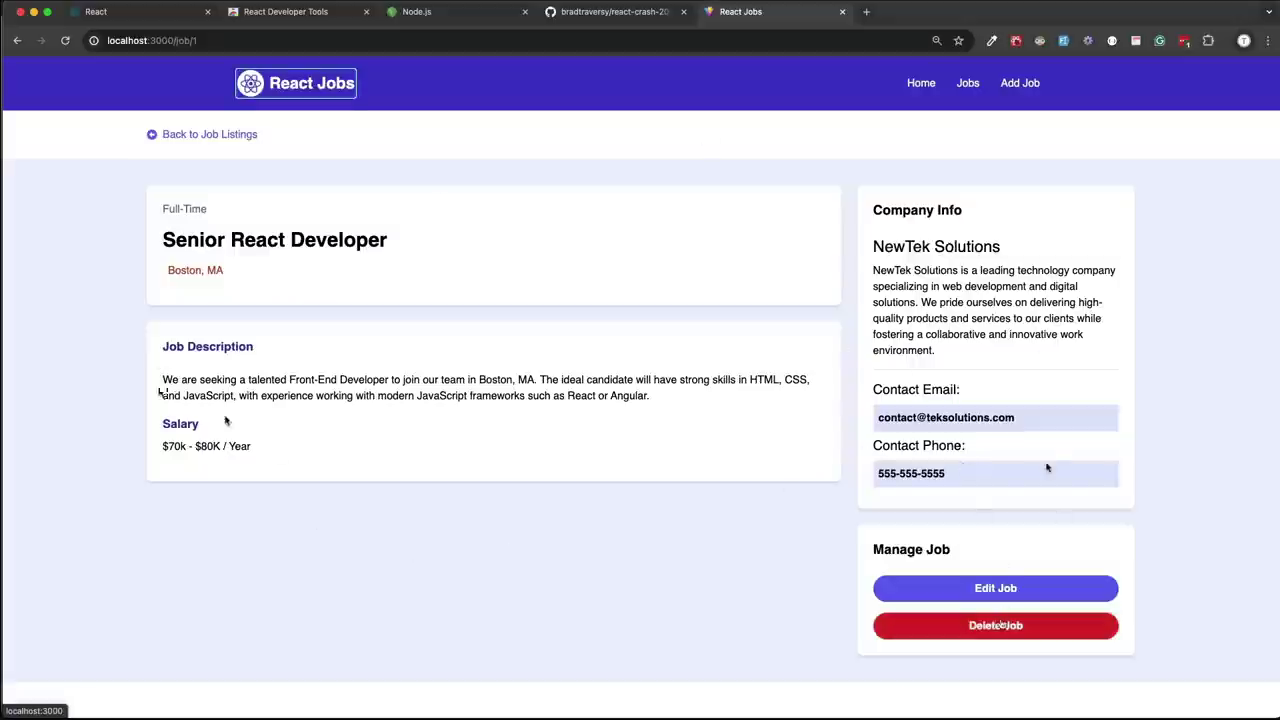 React
React Developer Tools
Node.js
bradtraversy/react-crash-20
React Jobs
localhost:3000/job/1
T
React Jobs
Home
Jobs
Add Job
Back to Job Listings
Full-Time
Senior React Developer
Boston, MA
Job Description
We are seeking a talented Front-End Developer to join our team in Boston, MA. The ideal candidate will have strong skills in HTML, CSS,
and JavaScript, with experience working with modern JavaScript frameworks such as React or Angular.
Salary
$70k - $80K / Year
Company Info
NewTek Solutions
NewTek Solutions is a leading technology company
specializing in web development and digital
solutions. We pride ourselves on delivering high-
quality products and services to our clients while
fostering a collaborative and innovative work
environment.
Contact Email:
contact@teksolutions.com
Contact Phone:
555-555-5555
Manage Job
Edit Job
Delete Job
localhost:3000